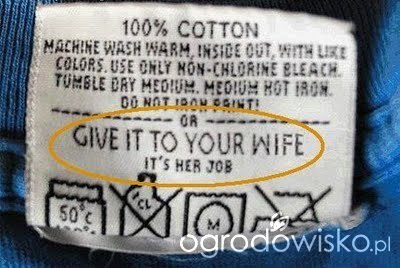 100% COTTON
MACHINE WASH WARM, INSIDE OUT, WITH LIKE
COLORS. USE ONLY NON-CHLORINE BLEACH.
TUMBLE DRY MEDIUM. MEDIUM HOT IRON.
DO NOT IRON PRINT!
OR
GIVE IT TO YOUR WIFE
IT'S HER JOB
50°C
CL
M
ogrodowisko.pl